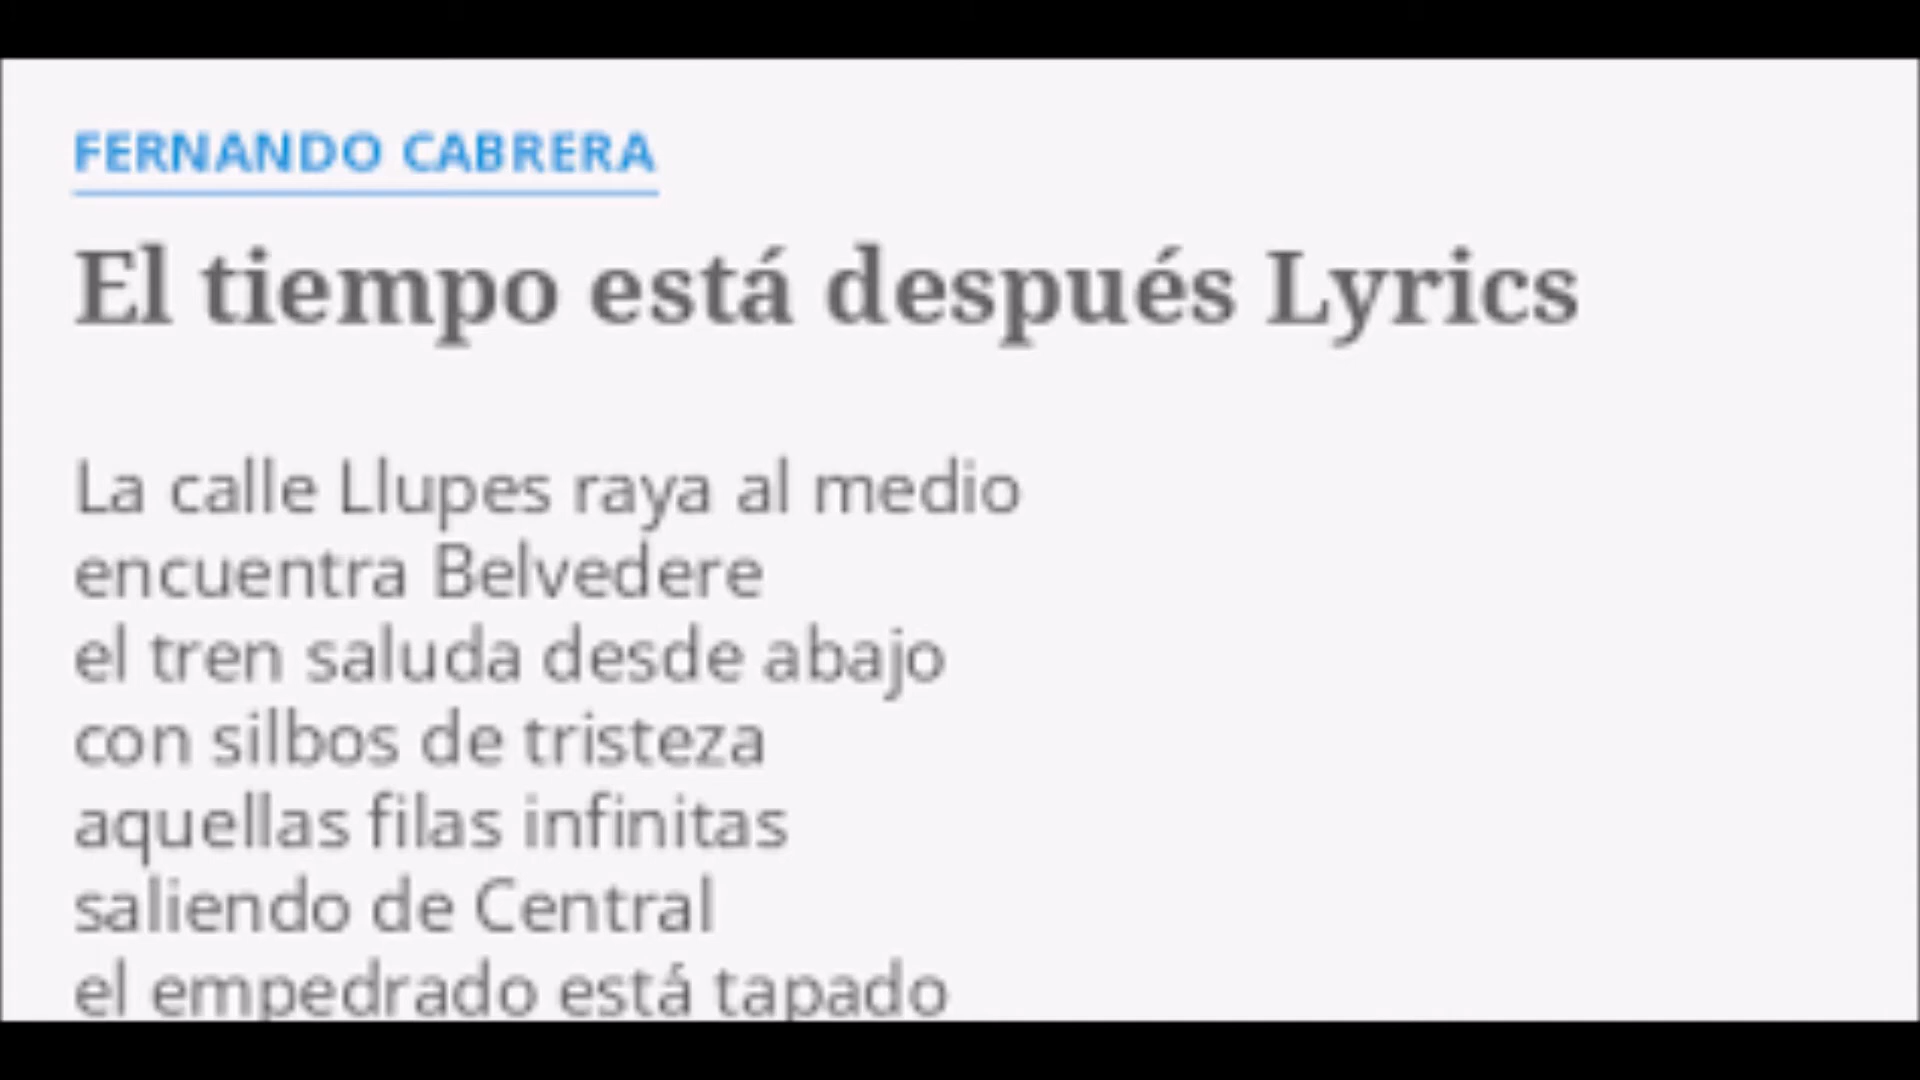 FERNANDO CABRERA
El tiempo está después Lyrics
La calle Llupes raya al medio
encuentra Belvedere
el tren saluda desde abajo
con silbos de tristeza
aquellas filas infinitas
saliendo de Central
el empedrado está tapado